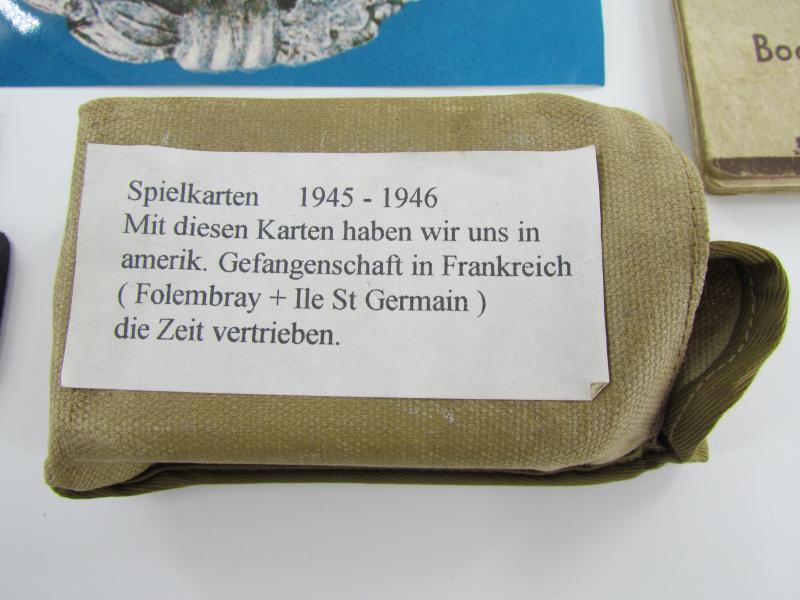 Spielkarten 1945 - 1946
Mit diesen Karten haben wir uns in
amerik. Gefangenschaft in Frankreich
( Folembray + Ile St Germain )
die Zeit vertrieben.